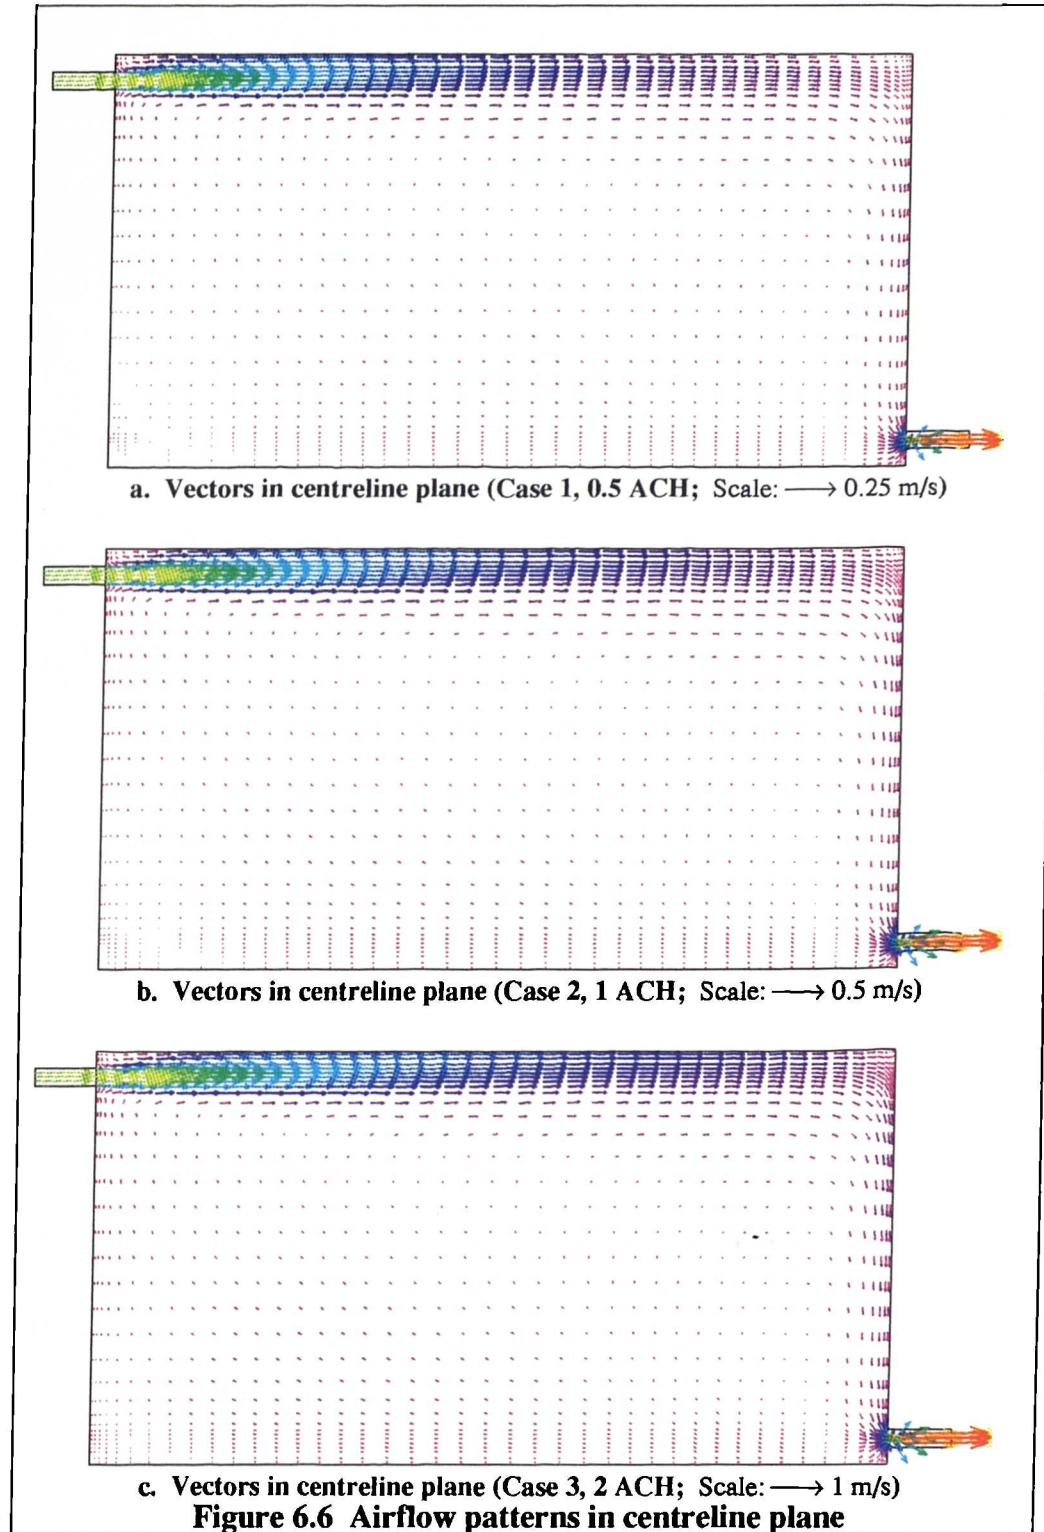 a. Vectors in centreline plane (Case 1, 0.5 ACH; Scale: ⟶ 0.25 m/s)
b. Vectors in centreline plane (Case 2, 1 ACH; Scale: ⟶ 0.5 m/s)
c. Vectors in centreline plane (Case 3, 2 ACH; Scale: ⟶ 1 m/s)
Figure 6.6 Airflow patterns in centreline plane